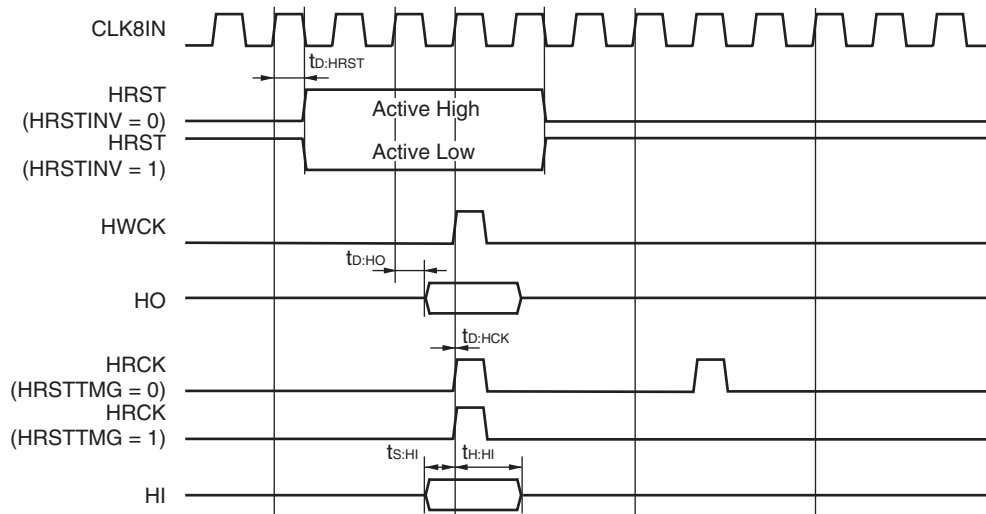 CLK8IN
tD:HRST
HRST
(HRSTINV = 0)
Active High
HRST
(HRSTINV = 1)
Active Low
HWCK
tD:HO
HO
tD:HCK
HRCK
(HRSTTMG = 0)
HRCK
(HRSTTMG = 1)
tS:HI
tH:HI
HI